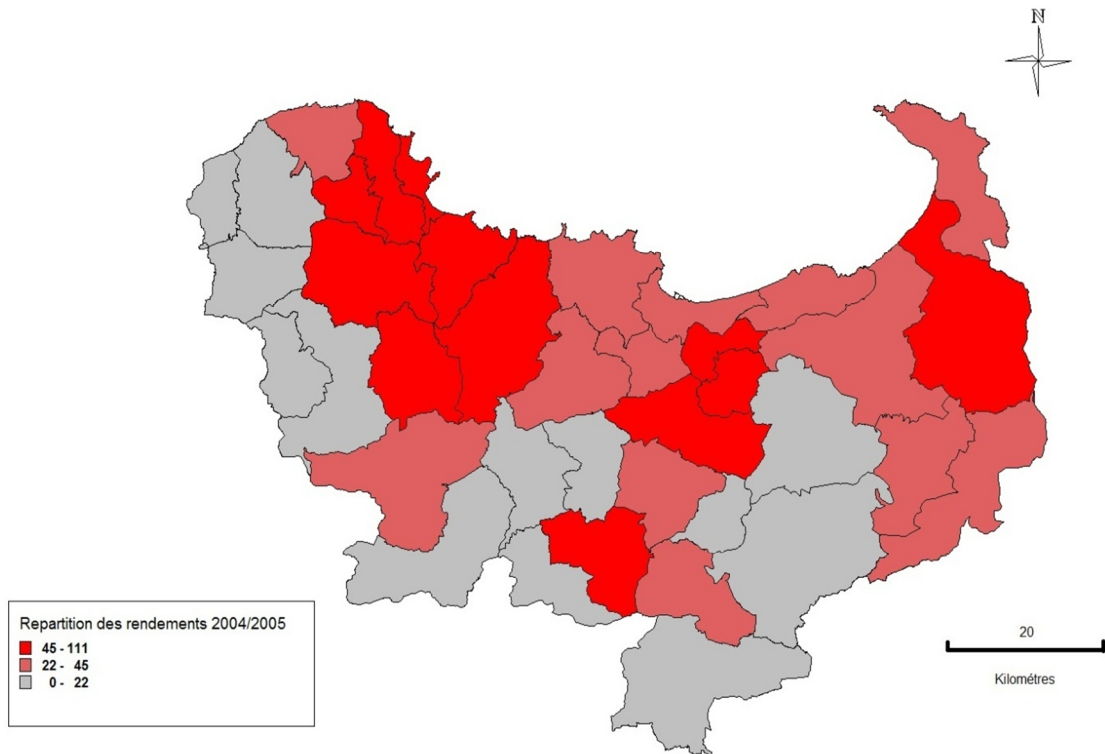 N
Repartition des rendements 2004/2005
45 - 111
22 - 45
0 - 22
20
Kilométres